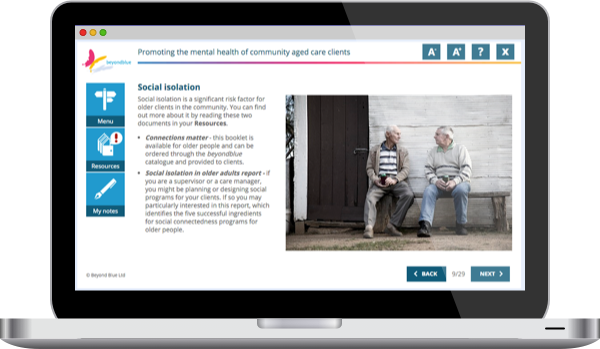 Promoting the mental health of community aged care clients
A- A+ ? X
beyondblue
Menu
Resources
My notes
Social isolation
Social isolation is a significant risk factor for
older clients in the community. You can find
out more about it by reading these two
documents in your Resources.
• Connections matter - this booklet is
available for older people and can be
ordered through the beyondblue
catalogue and provided to clients.
• Social isolation in older adults report - if
you are a supervisor or a care manager,
you might be planning or designing social
programs for your clients. If so you may
particularly interested in this report, which
identifies the five successful ingredients
for social connectedness programs for
older people.
© Beyond Blue Ltd
BACK 9/29 NEXT